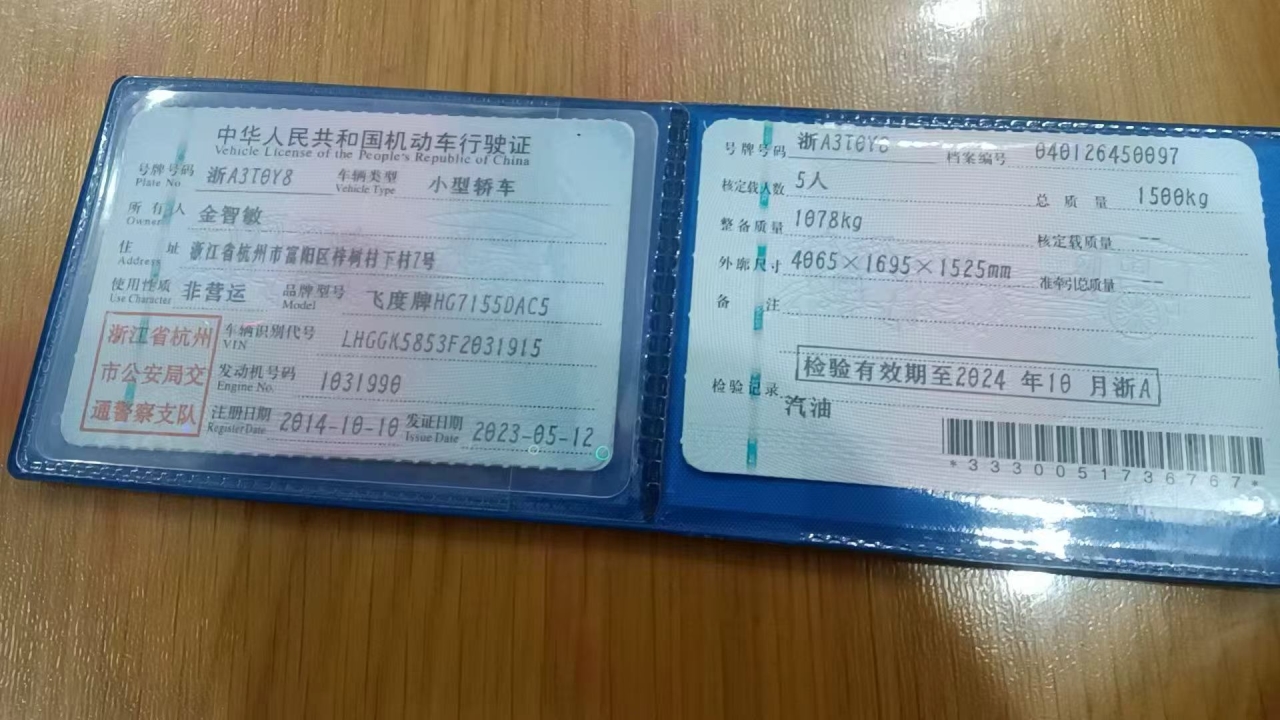 中华人民共和国机动车行驶证
Vehicle License of the People's Republic of China
号牌号码 浙A3T0Y8 车辆类型 小型轿车
Plate No. Vehicle Type
所有人 金智敏
Owner
住址 浙江省杭州市富阳区梓树村下村7号
Address
使用性质 非营运 品牌型号 飞度牌HG7155DAC5
Use Character Model
浙江省杭州
市公安局交
通警察支队
车辆识别代号 LHGGK5853F2031915
VIN
发动机号码 1031990
Engine No.
注册日期 2014-10-10 发证日期 2023-05-12
Register Date Issue Date
号牌号码 浙A3T0Y8 档案编号 040126450097
核定载人数 5人 总质量 1500kg
整备质量 1078kg 核定载质量 --
外廓尺寸 4065×1695×1525mm 准牵引总质量 --
备注
检验有效期至2024 年10 月浙A
检验记录
汽油
*3330051736767*